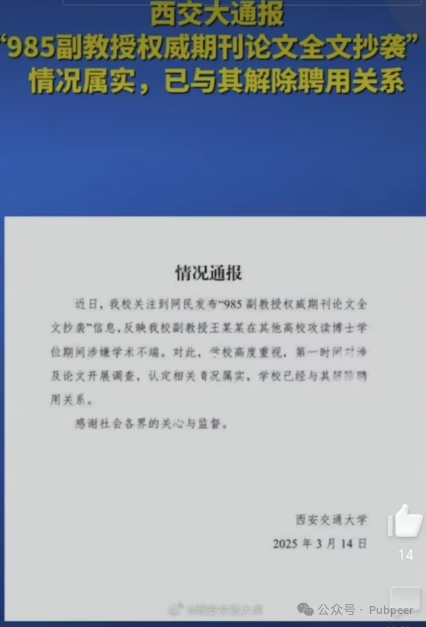 西交大通报
“985副教授权威期刊论文全文抄袭”
情况属实，已与其解除聘用关系
情况通报
近日，我校关注到网民发布“985 副教授权威期刊论文全
文抄袭”信息，反映我校副教授王某某在其他高校攻读博士学
位期间涉嫌学术不端。对此，学校高度重视，第一时间对涉
及论文开展调查，认定相关情况属实，学校已经与其解除聘
用关系。
感谢社会各界的关心与监督。
西安交通大学
2025 年 3 月 14 日
14
公众号 · Pubpeer